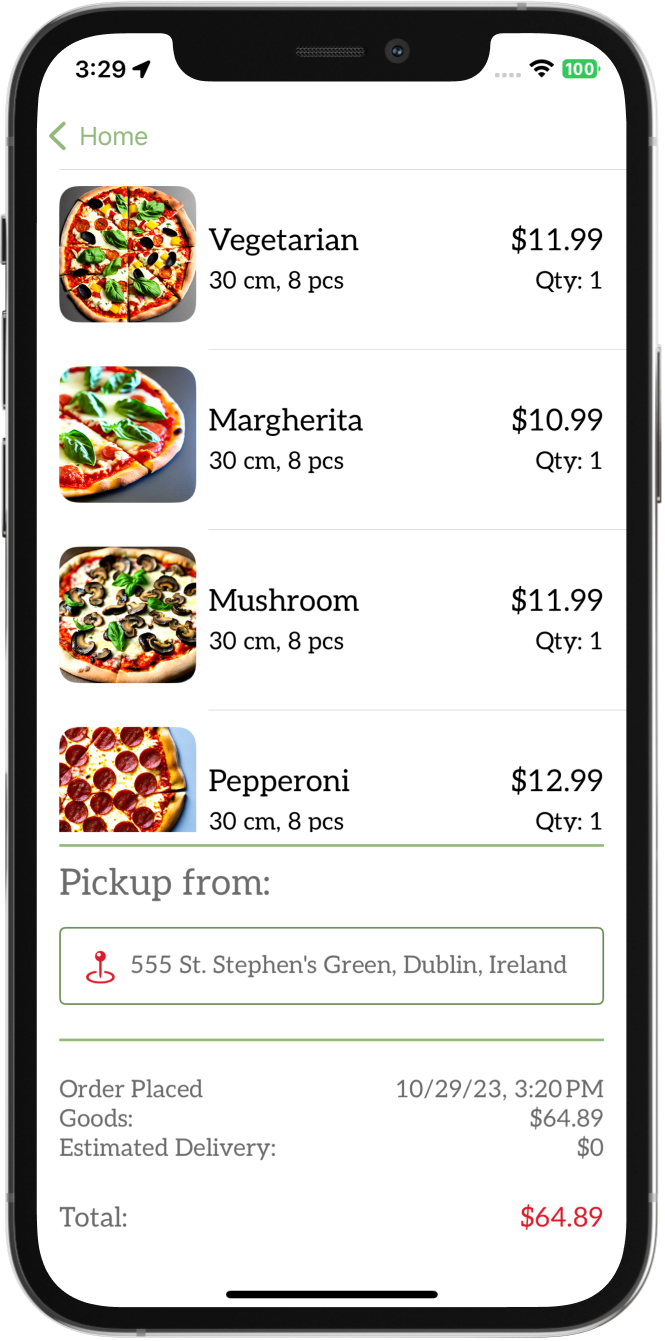 3:29
100
Home
Vegetarian $11.99
30 cm, 8 pcs Qty: 1
Margherita $10.99
30 cm, 8 pcs Qty: 1
Mushroom $11.99
30 cm, 8 pcs Qty: 1
Pepperoni $12.99
30 cm, 8 pcs Qty: 1
Pickup from:
555 St. Stephen's Green, Dublin, Ireland
Order Placed 10/29/23, 3:20 PM
Goods: $64.89
Estimated Delivery: $0
Total: $64.89